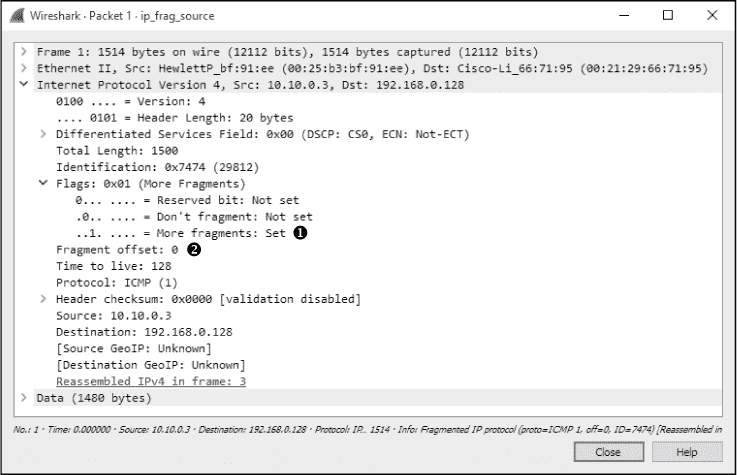 Wireshark · Packet 1 · ip_frag_source
Frame 1: 1514 bytes on wire (12112 bits), 1514 bytes captured (12112 bits)
Ethernet II, Src: HewlettP_bf:91:ee (00:25:b3:bf:91:ee), Dst: Cisco-Li_66:71:95 (00:21:29:66:71:95)
Internet Protocol Version 4, Src: 10.10.0.3, Dst: 192.168.0.128
0100 .... = Version: 4
.... 0101 = Header Length: 20 bytes
Differentiated Services Field: 0x00 (DSCP: CS0, ECN: Not-ECT)
Total Length: 1500
Identification: 0x7474 (29812)
Flags: 0x01 (More Fragments)
0... .... = Reserved bit: Not set
.0.. .... = Don't fragment: Not set
..1. .... = More fragments: Set ❶
Fragment offset: 0 ❷
Time to live: 128
Protocol: ICMP (1)
Header checksum: 0x0000 [validation disabled]
Source: 10.10.0.3
Destination: 192.168.0.128
[Source GeoIP: Unknown]
[Destination GeoIP: Unknown]
Reassembled IPv4 in frame: 3
Data (1480 bytes)
No.: 1 · Time: 0.000000 · Source: 10.10.0.3 · Destination: 192.168.0.128 · Protocol: IP... 1514 · Info: Fragmented IP protocol (proto=ICMP 1, off=0, ID=7474) [Reassembled in
Close Help